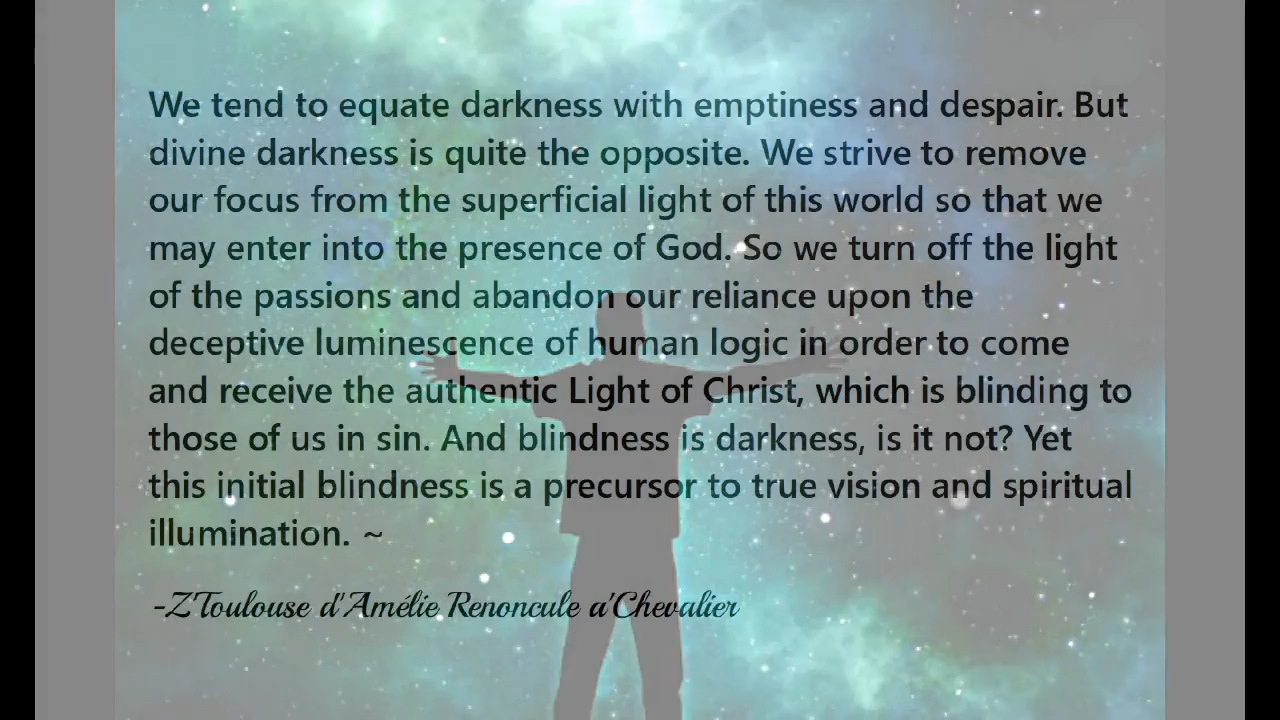 We tend to equate darkness with emptiness and despair. But
divine darkness is quite the opposite. We strive to remove
our focus from the superficial light of this world so that we
may enter into the presence of God. So we turn off the light
of the passions and abandon our reliance upon the
deceptive luminescence of human logic in order to come
and receive the authentic Light of Christ, which is blinding to
those of us in sin. And blindness is darkness, is it not? Yet
this initial blindness is a precursor to true vision and spiritual
illumination. ~
-ZToulouse d'Amélie Renoncule a'Chevalier